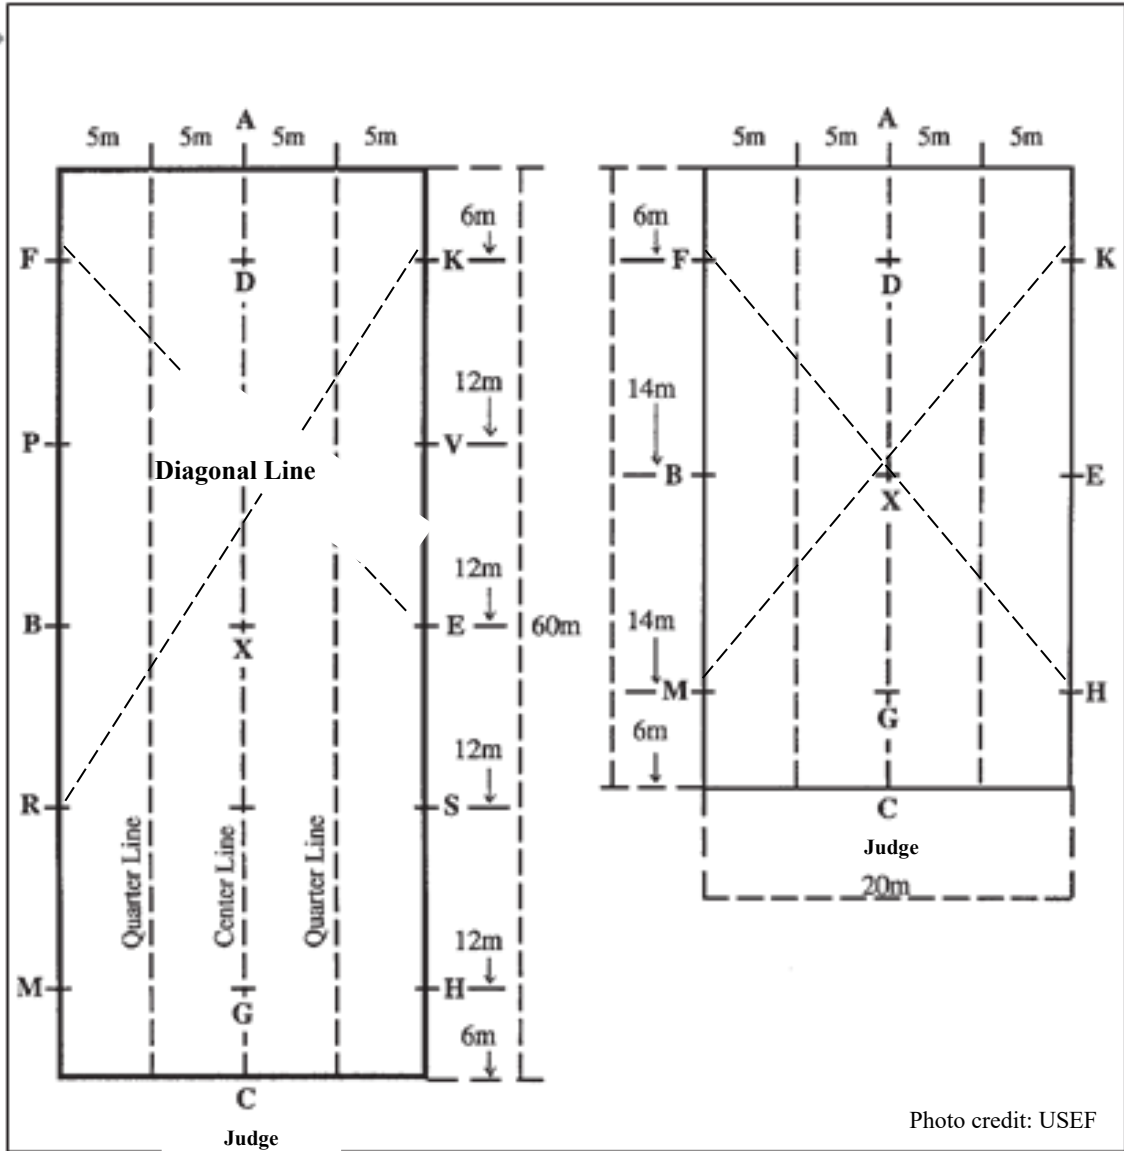 A
5m 5m 5m 5m
6m
F
K
D
12m
P
V
Diagonal Line
12m
B
E
60m
X
12m
R
S
Quarter Line
Center Line
Quarter Line
12m
M
H
G
6m
C
Judge
A
5m 5m 5m 5m
6m
F
K
D
14m
B
E
X
14m
M
H
G
6m
C
Judge
20m
Photo credit: USEF